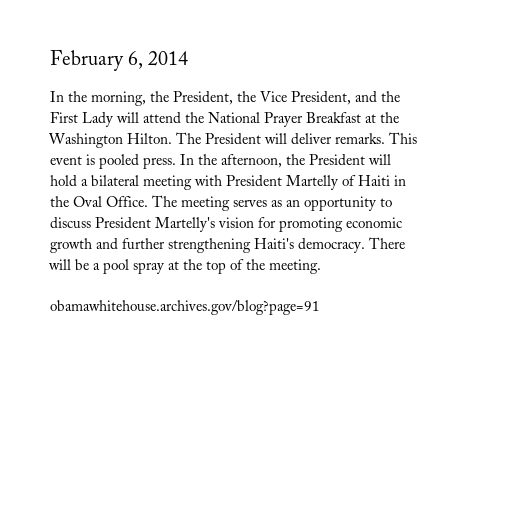 February 6, 2014
In the morning, the President, the Vice President, and the
First Lady will attend the National Prayer Breakfast at the
Washington Hilton. The President will deliver remarks. This
event is pooled press. In the afternoon, the President will
hold a bilateral meeting with President Martelly of Haiti in
the Oval Office. The meeting serves as an opportunity to
discuss President Martelly's vision for promoting economic
growth and further strengthening Haiti's democracy. There
will be a pool spray at the top of the meeting.
obamawhitehouse.archives.gov/blog?page=91